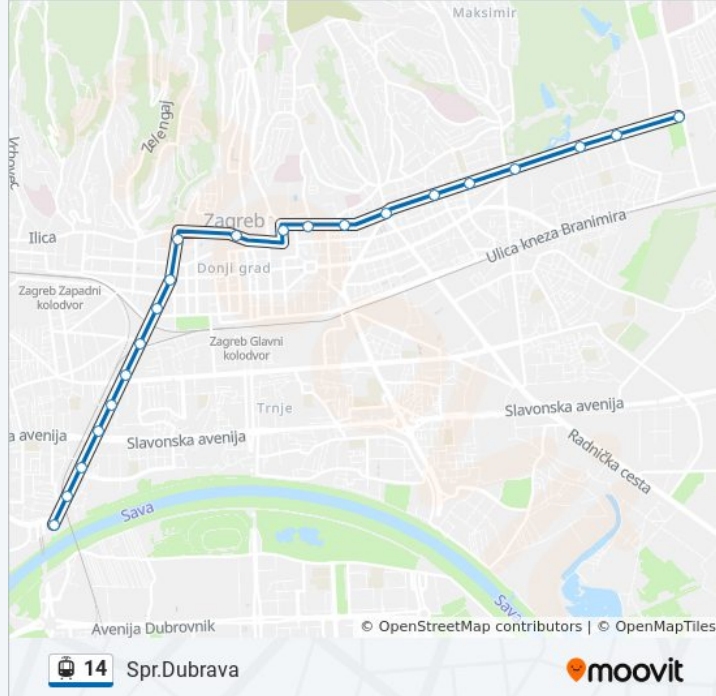 Maksimir
Zelengaj
Vrhovec
Zagreb
Ilica
Ulica kneza Branimira
Donji grad
Zagreb Zapadni
kolodvor
Zagreb Glavni
kolodvor
Trnje
Slavonska avenija
a avenija
Slavonska avenija
Radnička cesta
Sava
Sava
Avenija Dubrovnik
© OpenStreetMap contributors | © OpenMapTiles
14 Spr.Dubrava
moovit